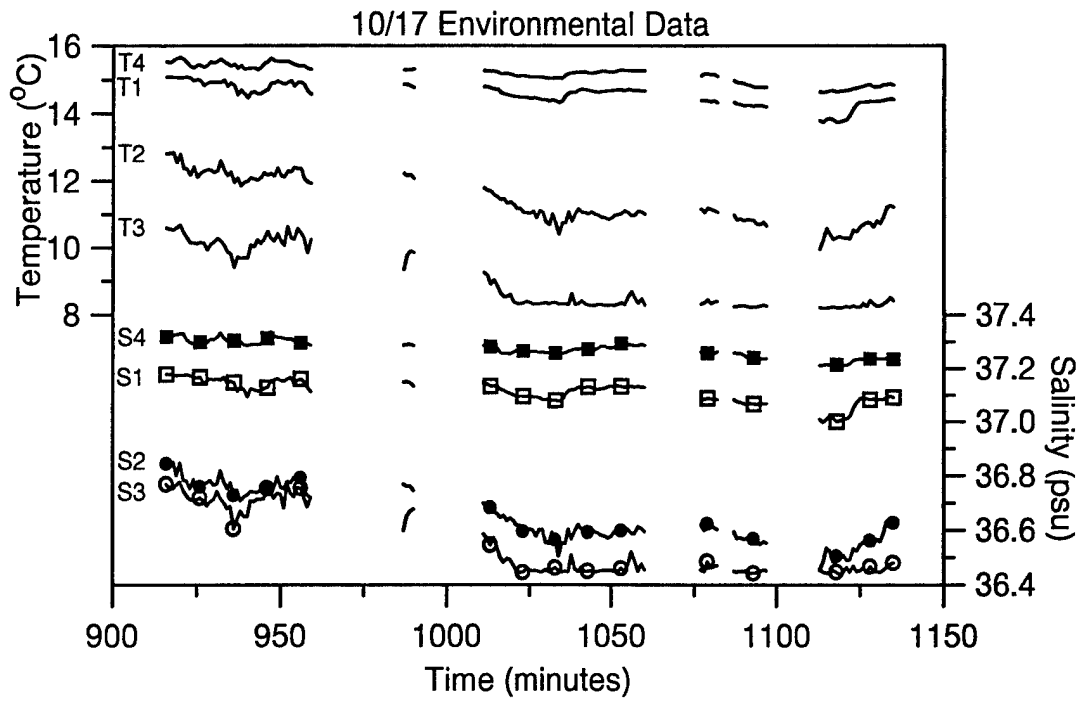 10/17 Environmental Data
Temperature (°C)
16
14
12
10
8
T4
T1
T2
T3
S4
S1
S2
S3
37.4
37.2
37.0
36.8
36.6
36.4
Salinity (psu)
900 950 1000 1050 1100 1150
Time (minutes)